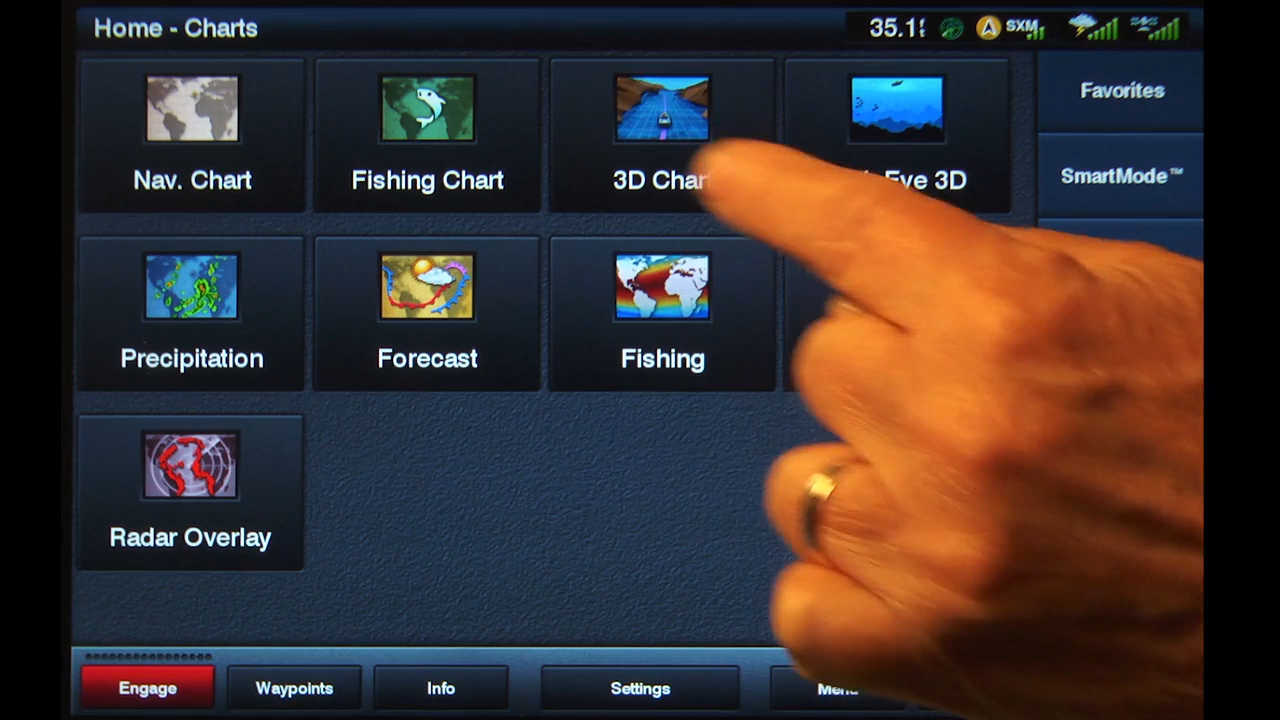 Home - Charts
35.1
SXM
Nav. Chart
Fishing Chart
3D Char
Eye 3D
Favorites
SmartMode™
Precipitation
Forecast
Fishing
Radar Overlay
Engage
Waypoints
Info
Settings
Menu